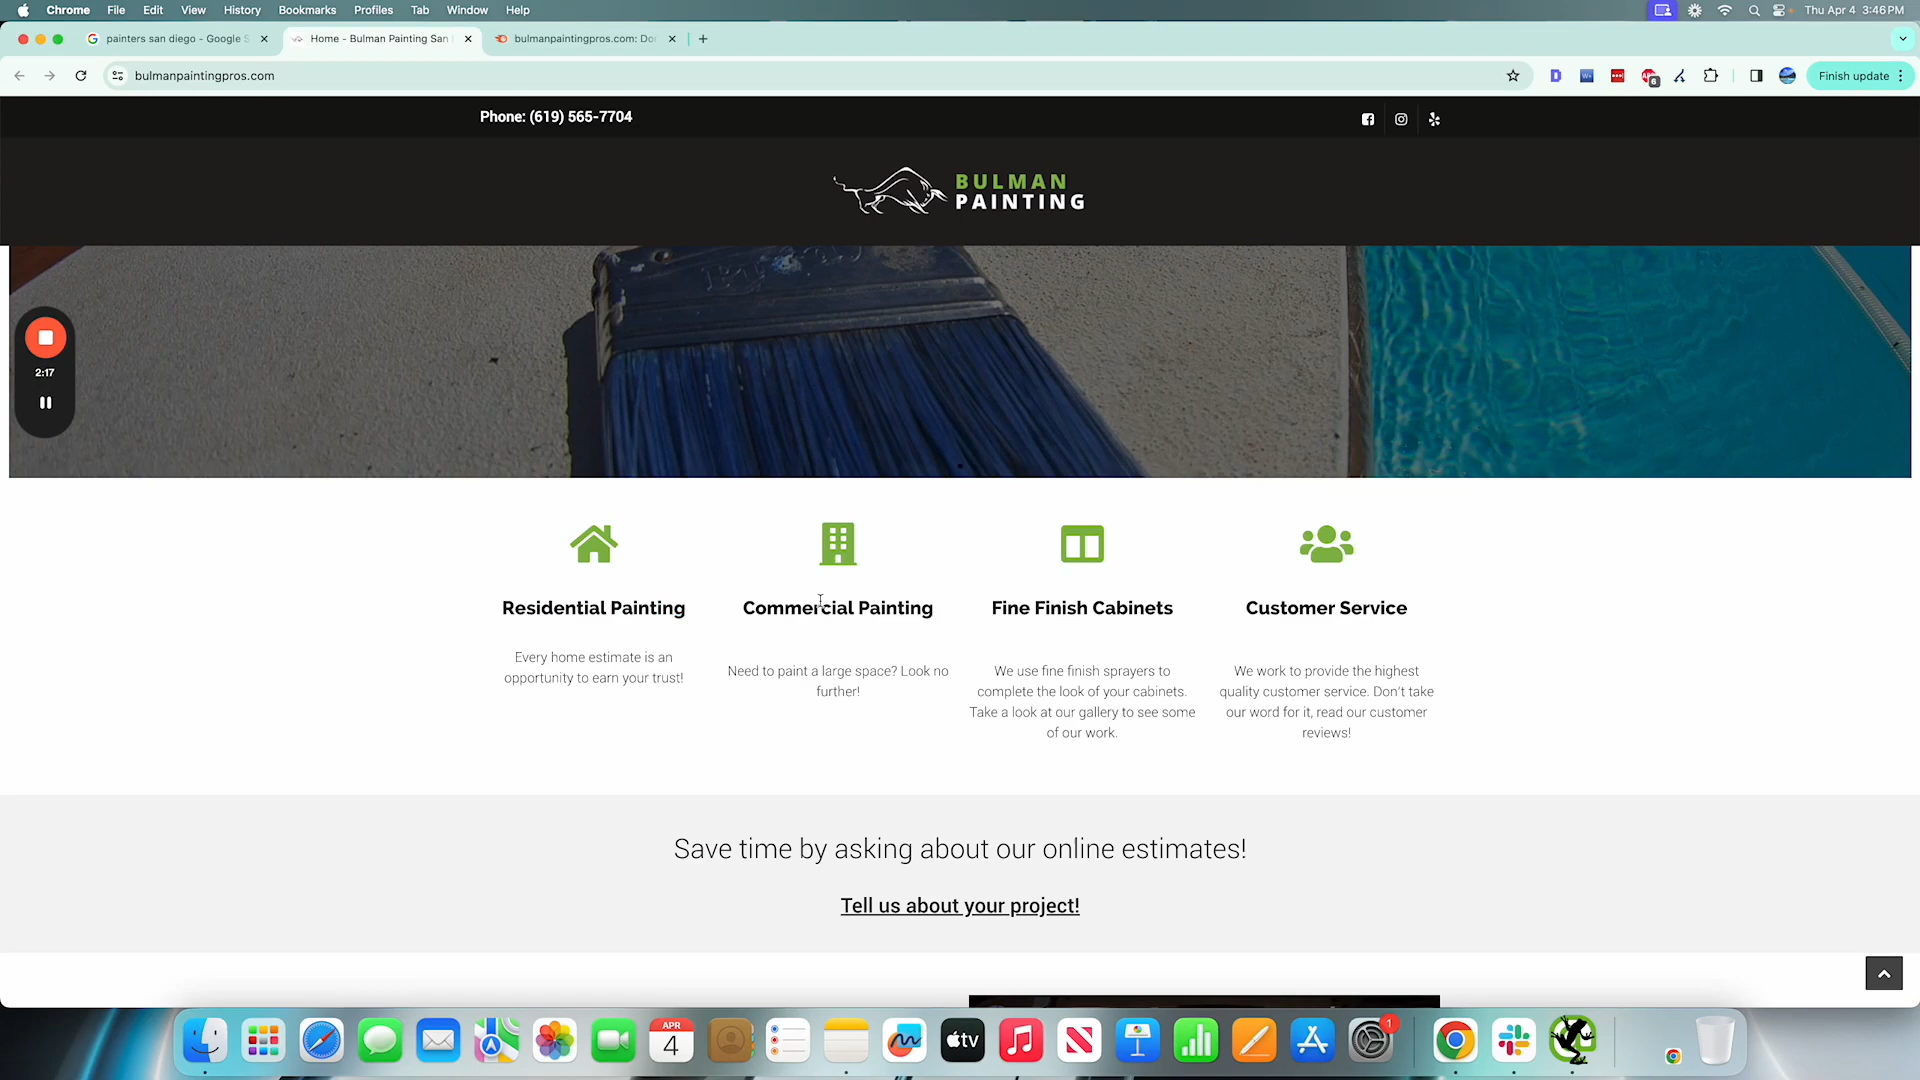 Chrome File Edit View History Bookmarks Profiles Tab Window Help Thu Apr 4 3:46 PM
painters san diego - Google S Home - Bulman Painting San bulmanpaintingpros.com: Do
bulmanpaintingpros.com Finish update
Phone: (619) 565-7704
BULMAN
PAINTING
2:17
Residential Painting
Every home estimate is an
opportunity to earn your trust!
Commercial Painting
Need to paint a large space? Look no
further!
Fine Finish Cabinets
We use fine finish sprayers to
complete the look of your cabinets.
Take a look at our gallery to see some
of our work.
Customer Service
We work to provide the highest
quality customer service. Don't take
our word for it, read our customer
reviews!
Save time by asking about our online estimates!
Tell us about your project!
APR
4
tv
1